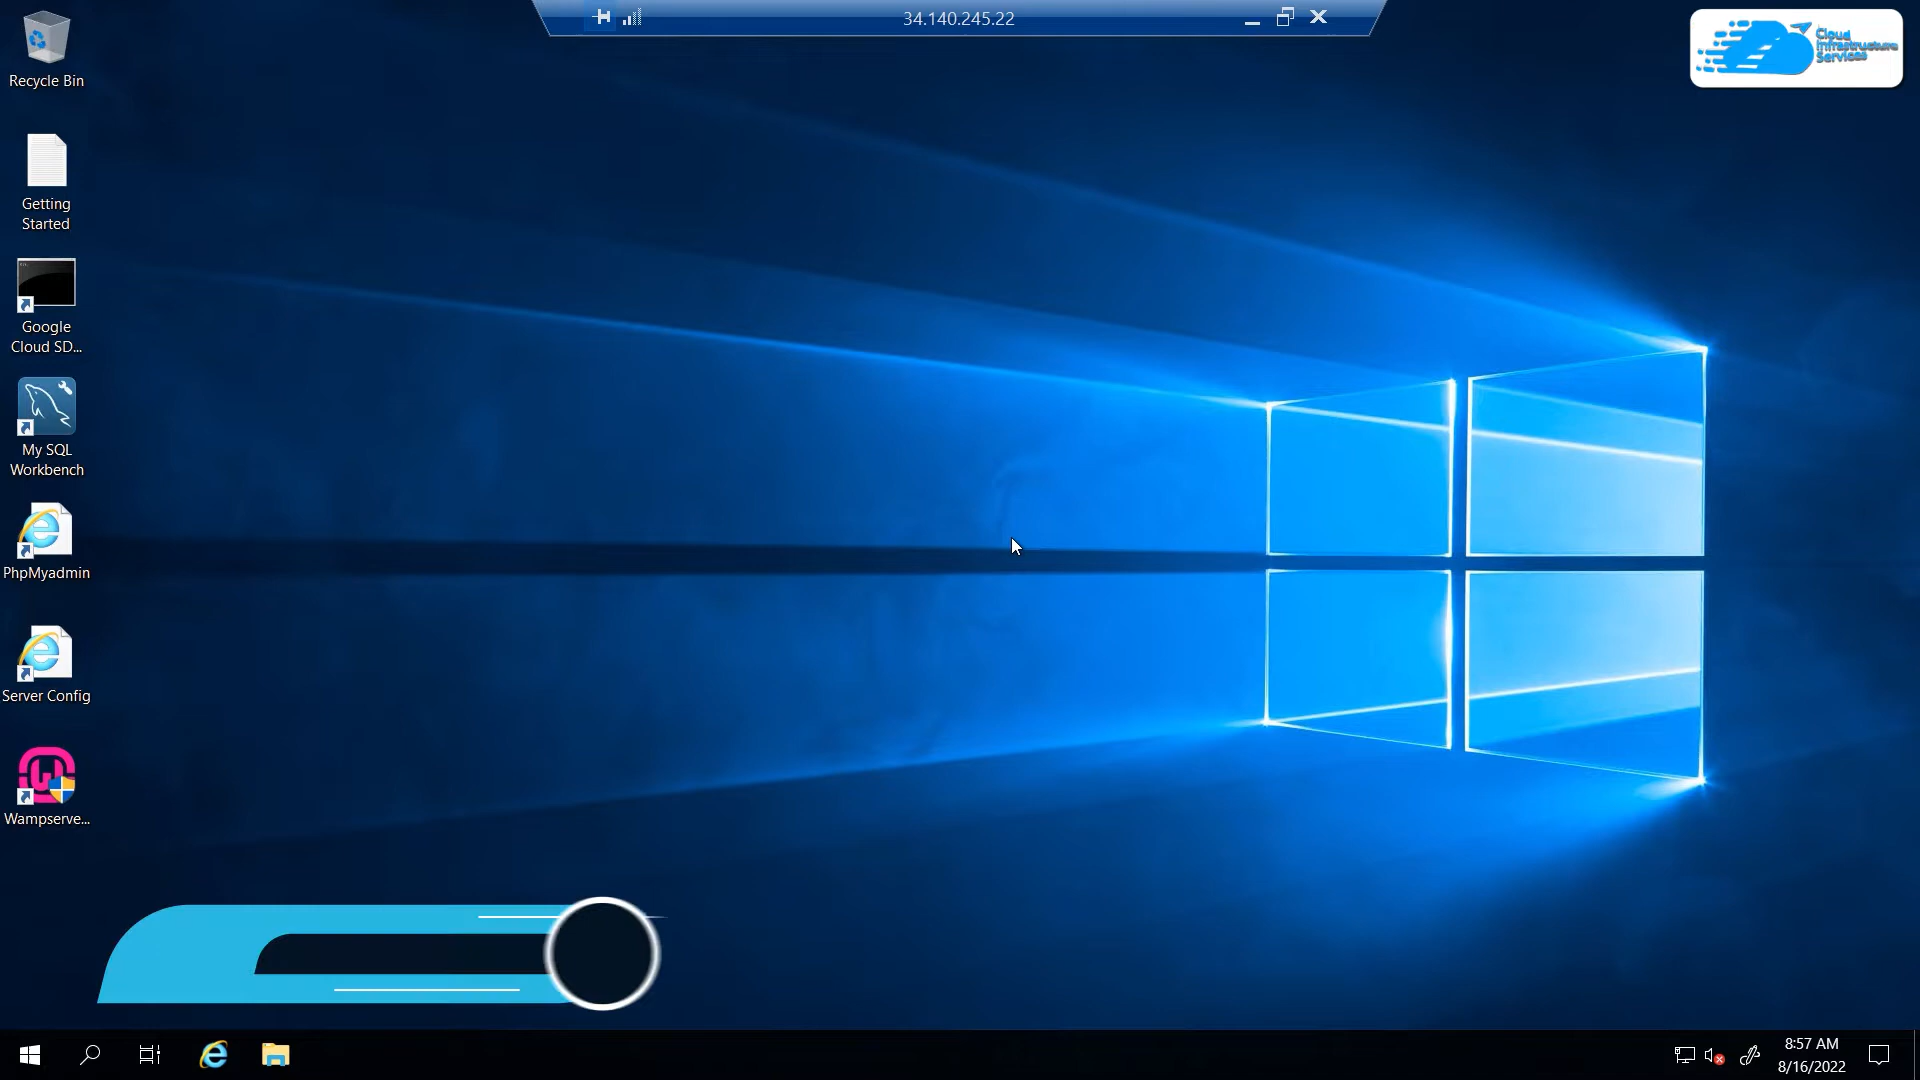 34.140.245.22
Cloud
Infrastructure
Services
Recycle Bin
Getting
Started
Google
Cloud SD...
My SQL
Workbench
PhpMyadmin
Server Config
Wampserve...
8:57 AM
8/16/2022